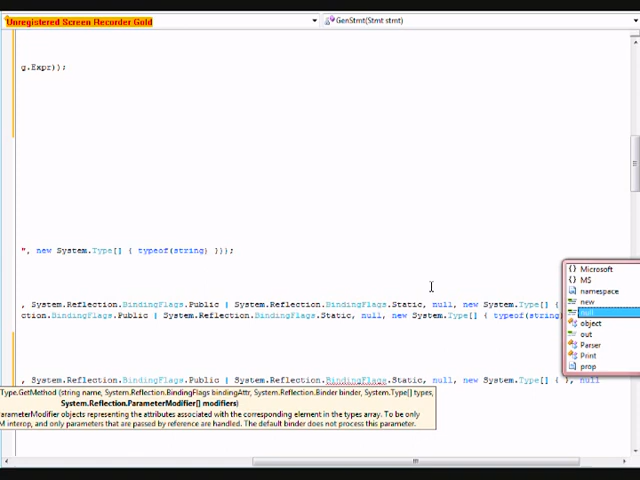 Unregistered Screen Recorder Gold
GenStmt(Stmt stmt)
g.Expr));
", new System.Type[] { typeof(string) }));
, System.Reflection.BindingFlags.Public | System.Reflection.BindingFlags.Static, null, new System.Type[] {
ction.BindingFlags.Public | System.Reflection.BindingFlags.Static, null, new System.Type[] { typeof(string)
, System.Reflection.BindingFlags.Public | System.Reflection.BindingFlags.Static, null, new System.Type[] { }, null
Type.GetMethod (string name, System.Reflection.BindingFlags bindingAttr, System.Reflection.Binder binder, System.Type[] types,
System.Reflection.ParameterModifier[] modifiers)
ParameterModifier objects representing the attributes associated with the corresponding element in the types array. To be only
M interop, and only parameters that are passed by reference are handled. The default binder does not process this parameter.
{} Microsoft
{} MS
namespace
new
null
object
out
Parser
Print
prop